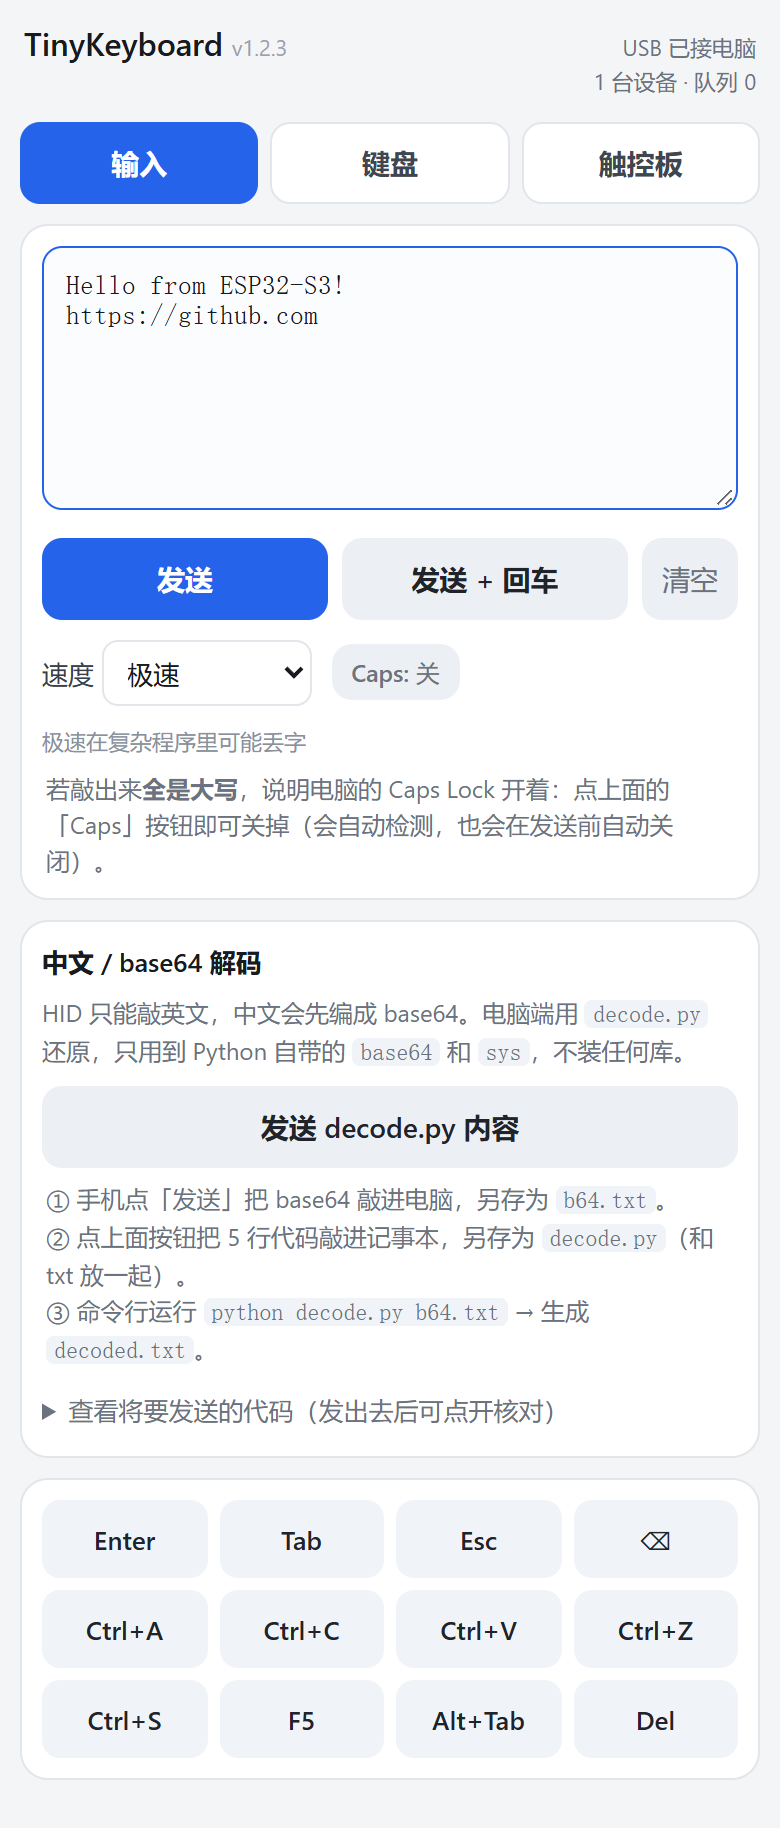 TinyKeyboard v1.2.3
USB 已接电脑
1 台设备 · 队列 0
输入
键盘
触控板
Hello from ESP32-S3!
https://github.com
发送
发送 + 回车
清空
速度 极速 Caps: 关
极速在复杂程序里可能丢字
若敲出来全是大写，说明电脑的 Caps Lock 开着：点上面的
「Caps」按钮即可关掉（会自动检测，也会在发送前自动关
闭）。
中文 / base64 解码
HID 只能敲英文，中文会先编成 base64。电脑端用 decode.py
还原，只用到 Python 自带的 base64 和 sys，不装任何库。
发送 decode.py 内容
① 手机点「发送」把 base64 敲进电脑，另存为 b64.txt。
② 点上面按钮把 5 行代码敲进记事本，另存为 decode.py（和
txt 放一起）。
③ 命令行运行 python decode.py b64.txt → 生成
decoded.txt。
▶ 查看将要发送的代码（发出去后可点开核对）
Enter
Tab
Esc
⌫
Ctrl+A
Ctrl+C
Ctrl+V
Ctrl+Z
Ctrl+S
F5
Alt+Tab
Del